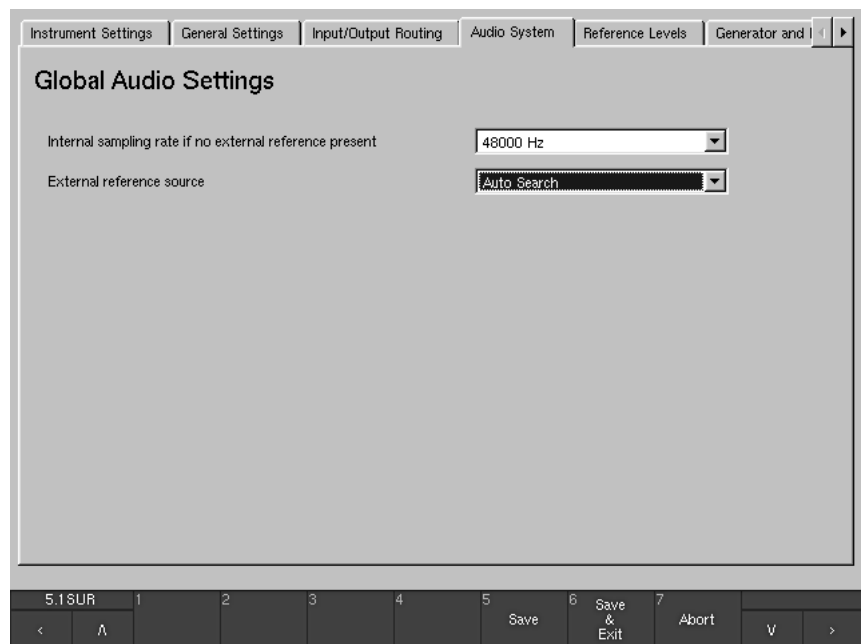 Instrument Settings General Settings Input/Output Routing Audio System Reference Levels Generator and
Global Audio Settings
Internal sampling rate if no external reference present 48000 Hz
External reference source Auto Search
5.1SUR 1 2 3 4 5 6 7
Save Save & Exit Abort
< Λ V >